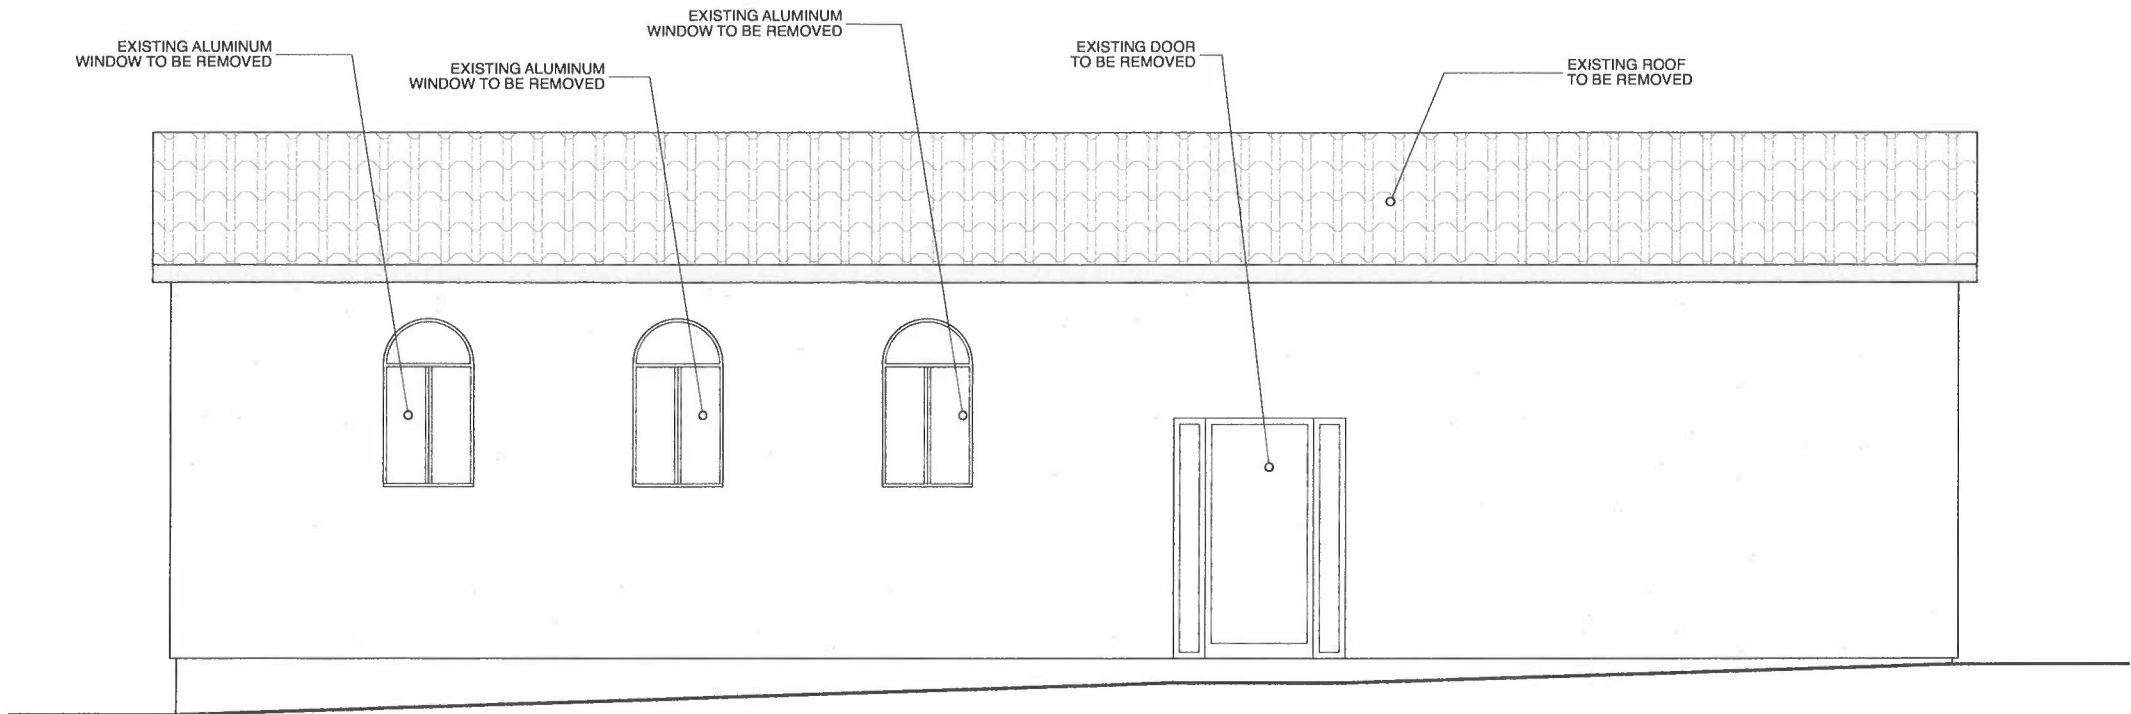 EXISTING ALUMINUM
WINDOW TO BE REMOVED
EXISTING ALUMINUM
WINDOW TO BE REMOVED
EXISTING ALUMINUM
WINDOW TO BE REMOVED
EXISTING DOOR
TO BE REMOVED
EXISTING ROOF
TO BE REMOVED